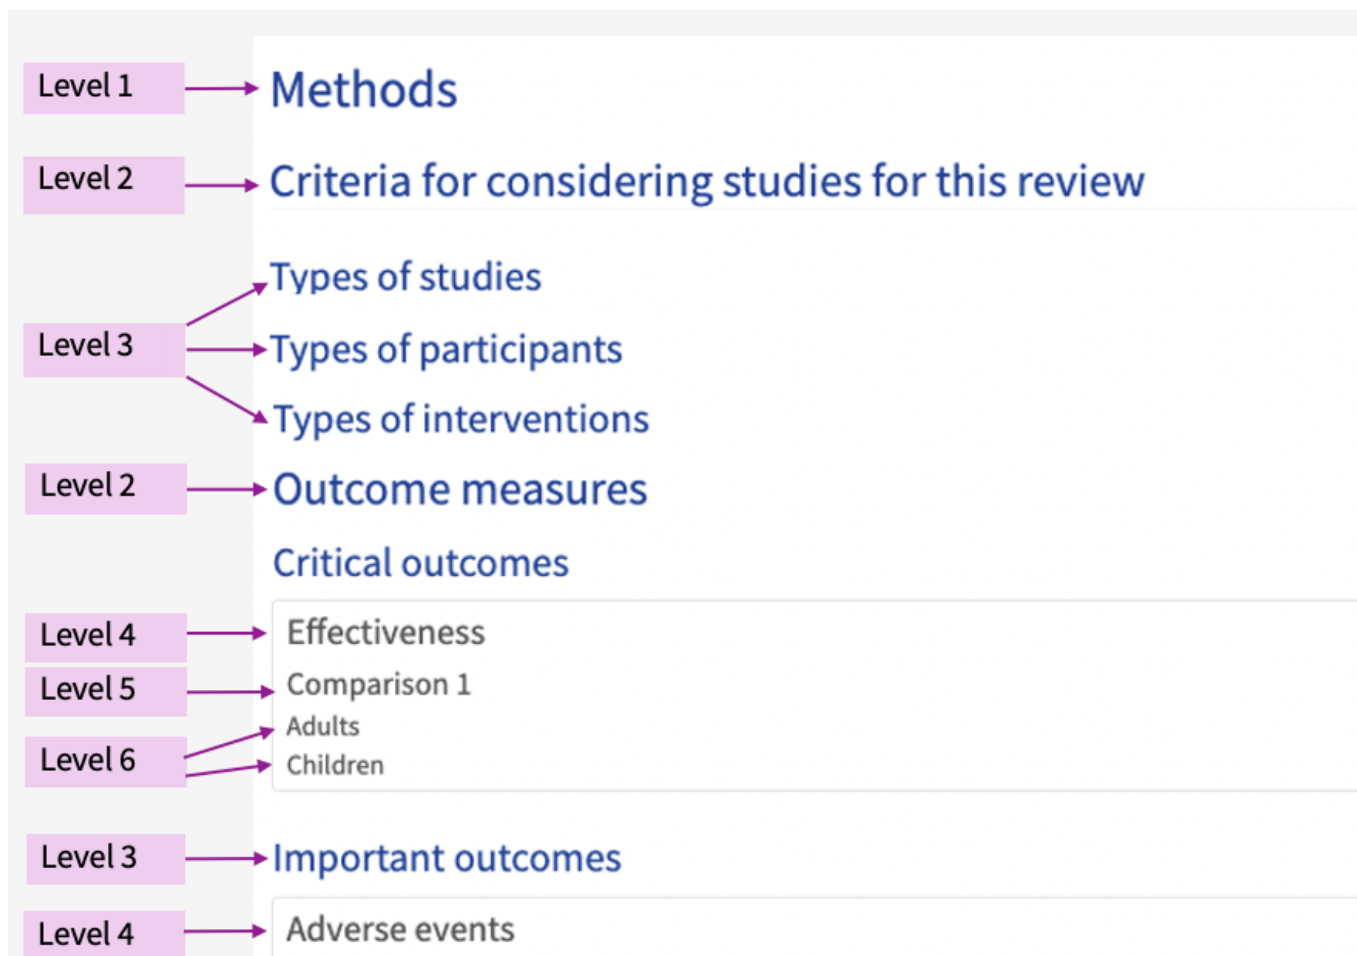 Level 1 Methods
Level 2 Criteria for considering studies for this review
Types of studies
Level 3 Types of participants
Types of interventions
Level 2 Outcome measures
Critical outcomes
Level 4 Effectiveness
Level 5 Comparison 1
Adults
Level 6 Children
Level 3 Important outcomes
Level 4 Adverse events